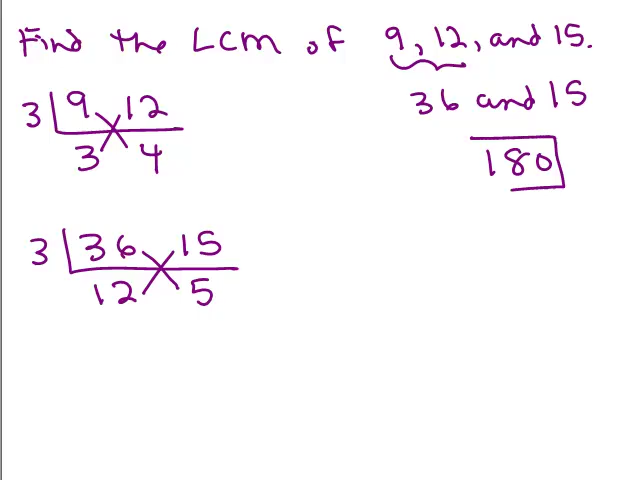 Find the LCM of 9, 12, and 15.
3 9 12
3 4
36 and 15
180
3 36 15
12 5